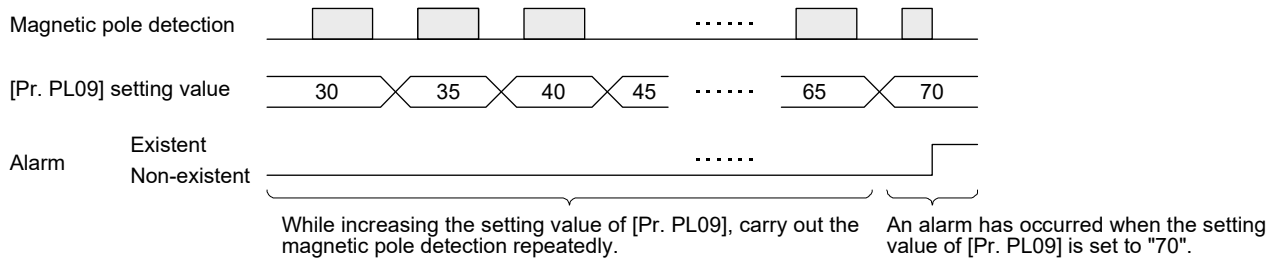 Magnetic pole detection
[Pr. PL09] setting value 30 35 40 45 ······ 65 70
Existent
Alarm
Non-existent
While increasing the setting value of [Pr. PL09], carry out the
magnetic pole detection repeatedly.
An alarm has occurred when the setting
value of [Pr. PL09] is set to "70".